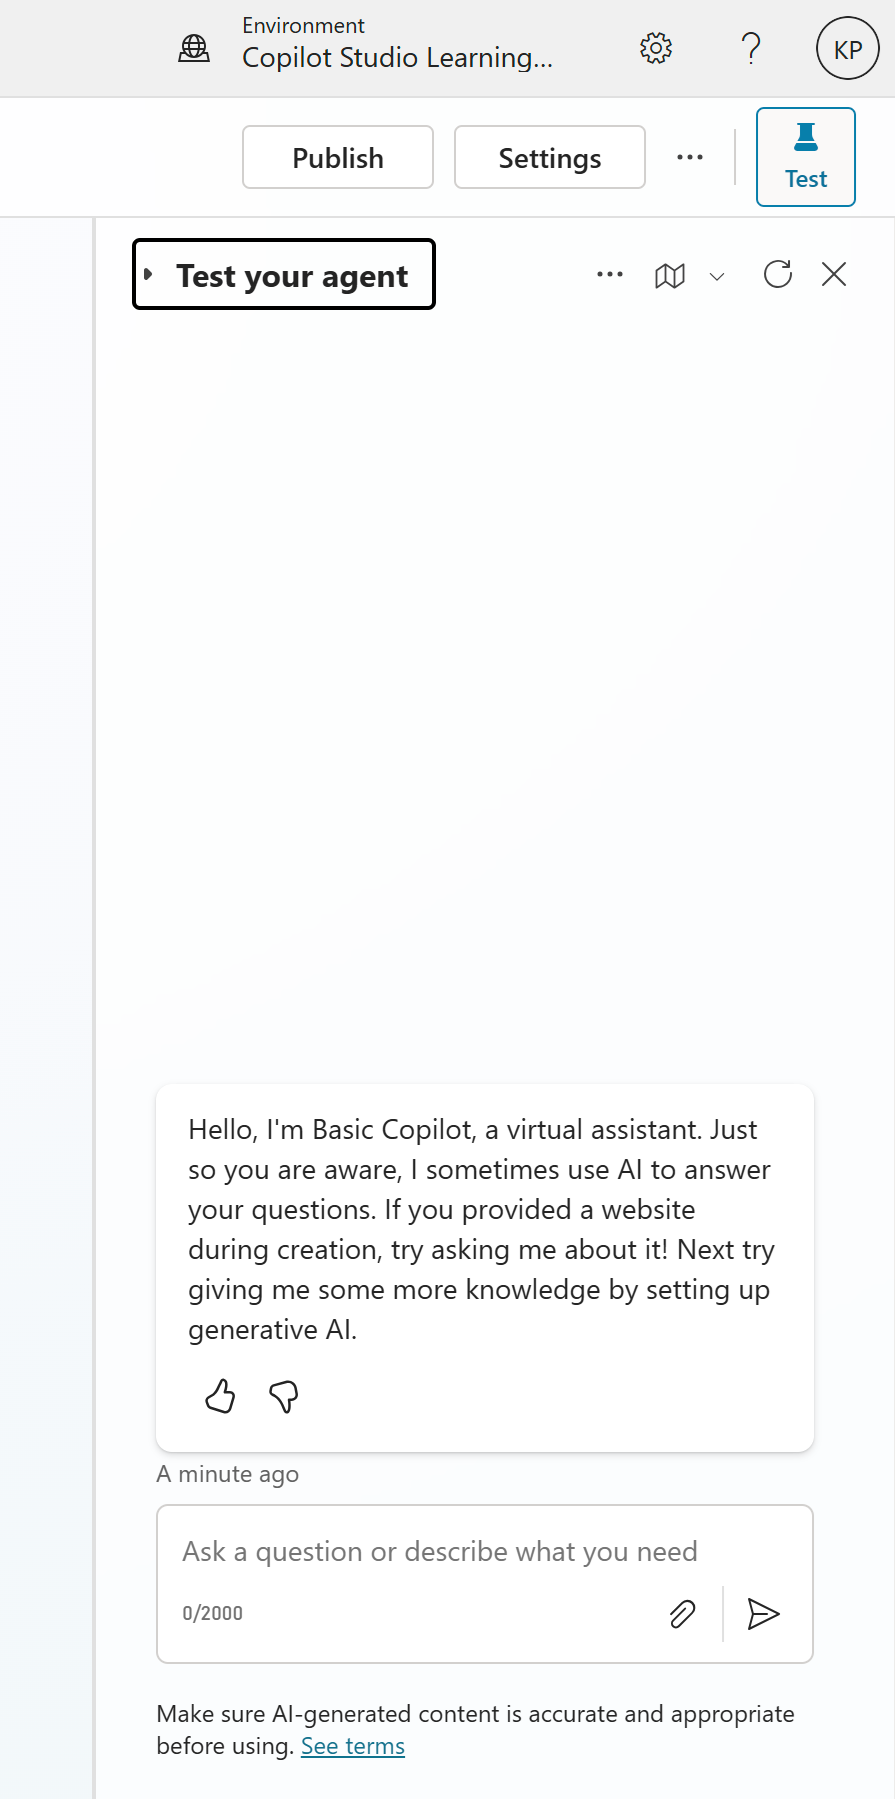 Environment
Copilot Studio Learning...
KP
Publish
Settings
Test
Test your agent
Hello, I'm Basic Copilot, a virtual assistant. Just
so you are aware, I sometimes use AI to answer
your questions. If you provided a website
during creation, try asking me about it! Next try
giving me some more knowledge by setting up
generative AI.
A minute ago
Ask a question or describe what you need
0/2000
Make sure AI-generated content is accurate and appropriate
before using. See terms